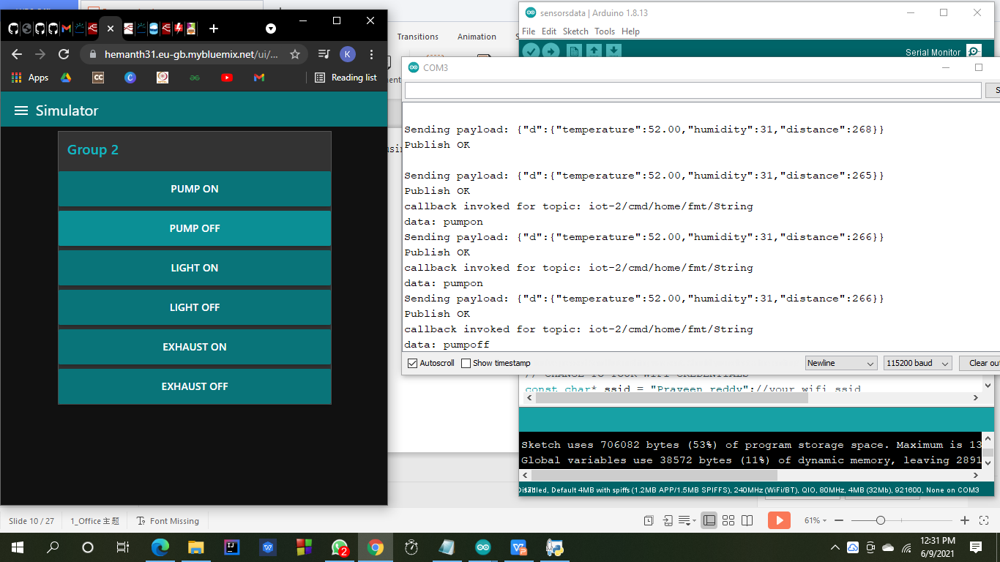 Transitions
Animation
hemanth31.eu-gb.mybluemix.net/ui/...
K
Apps
CC
Reading list
Simulator
Group 2
PUMP ON
PUMP OFF
LIGHT ON
LIGHT OFF
EXHAUST ON
EXHAUST OFF
sensorsdata | Arduino 1.8.13
File Edit Sketch Tools Help
Serial Monitor
COM3
Sending payload: {"d":{"temperature":52.00,"humidity":31,"distance":268}}
Publish OK
Sending payload: {"d":{"temperature":52.00,"humidity":31,"distance":265}}
Publish OK
callback invoked for topic: iot-2/cmd/home/fmt/String
data: pumpon
Sending payload: {"d":{"temperature":52.00,"humidity":31,"distance":266}}
Publish OK
callback invoked for topic: iot-2/cmd/home/fmt/String
data: pumpon
Sending payload: {"d":{"temperature":52.00,"humidity":31,"distance":266}}
Publish OK
callback invoked for topic: iot-2/cmd/home/fmt/String
data: pumpoff
Autoscroll Show timestamp Newline 115200 baud Clear out
// CHANGE TO YOUR WIFI CREDENTIALS
const char* ssid = "Praveen reddy";//your wifi ssid
Sketch uses 706082 bytes (53%) of program storage space. Maximum is 13
Global variables use 38572 bytes (11%) of dynamic memory, leaving 2891
Default 4MB with spiffs (1.2MB APP/1.5MB SPIFFS), 240MHz (WiFi/BT), QIO, 80MHz, 4MB (32Mb), 921600, None on COM3
Slide 10 / 27 1_Office 主题 Font Missing 61%
2
12:31 PM
6/9/2021